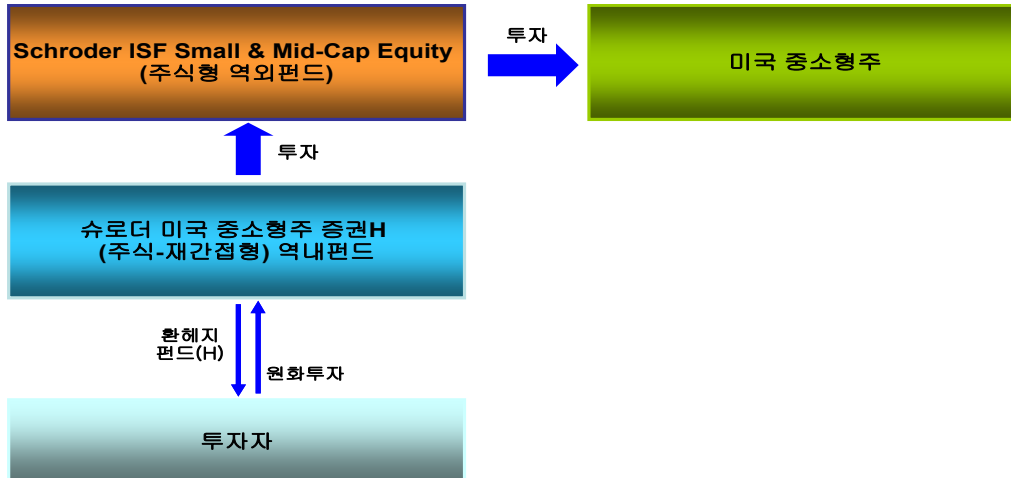 Schroder ISF Small & Mid-Cap Equity
(주식형 역외펀드)
투자
미국 중소형주
투자
슈로더 미국 중소형주 증권H
(주식-재간접형) 역내펀드
환헤지
펀드(H)
원화투자
투자자